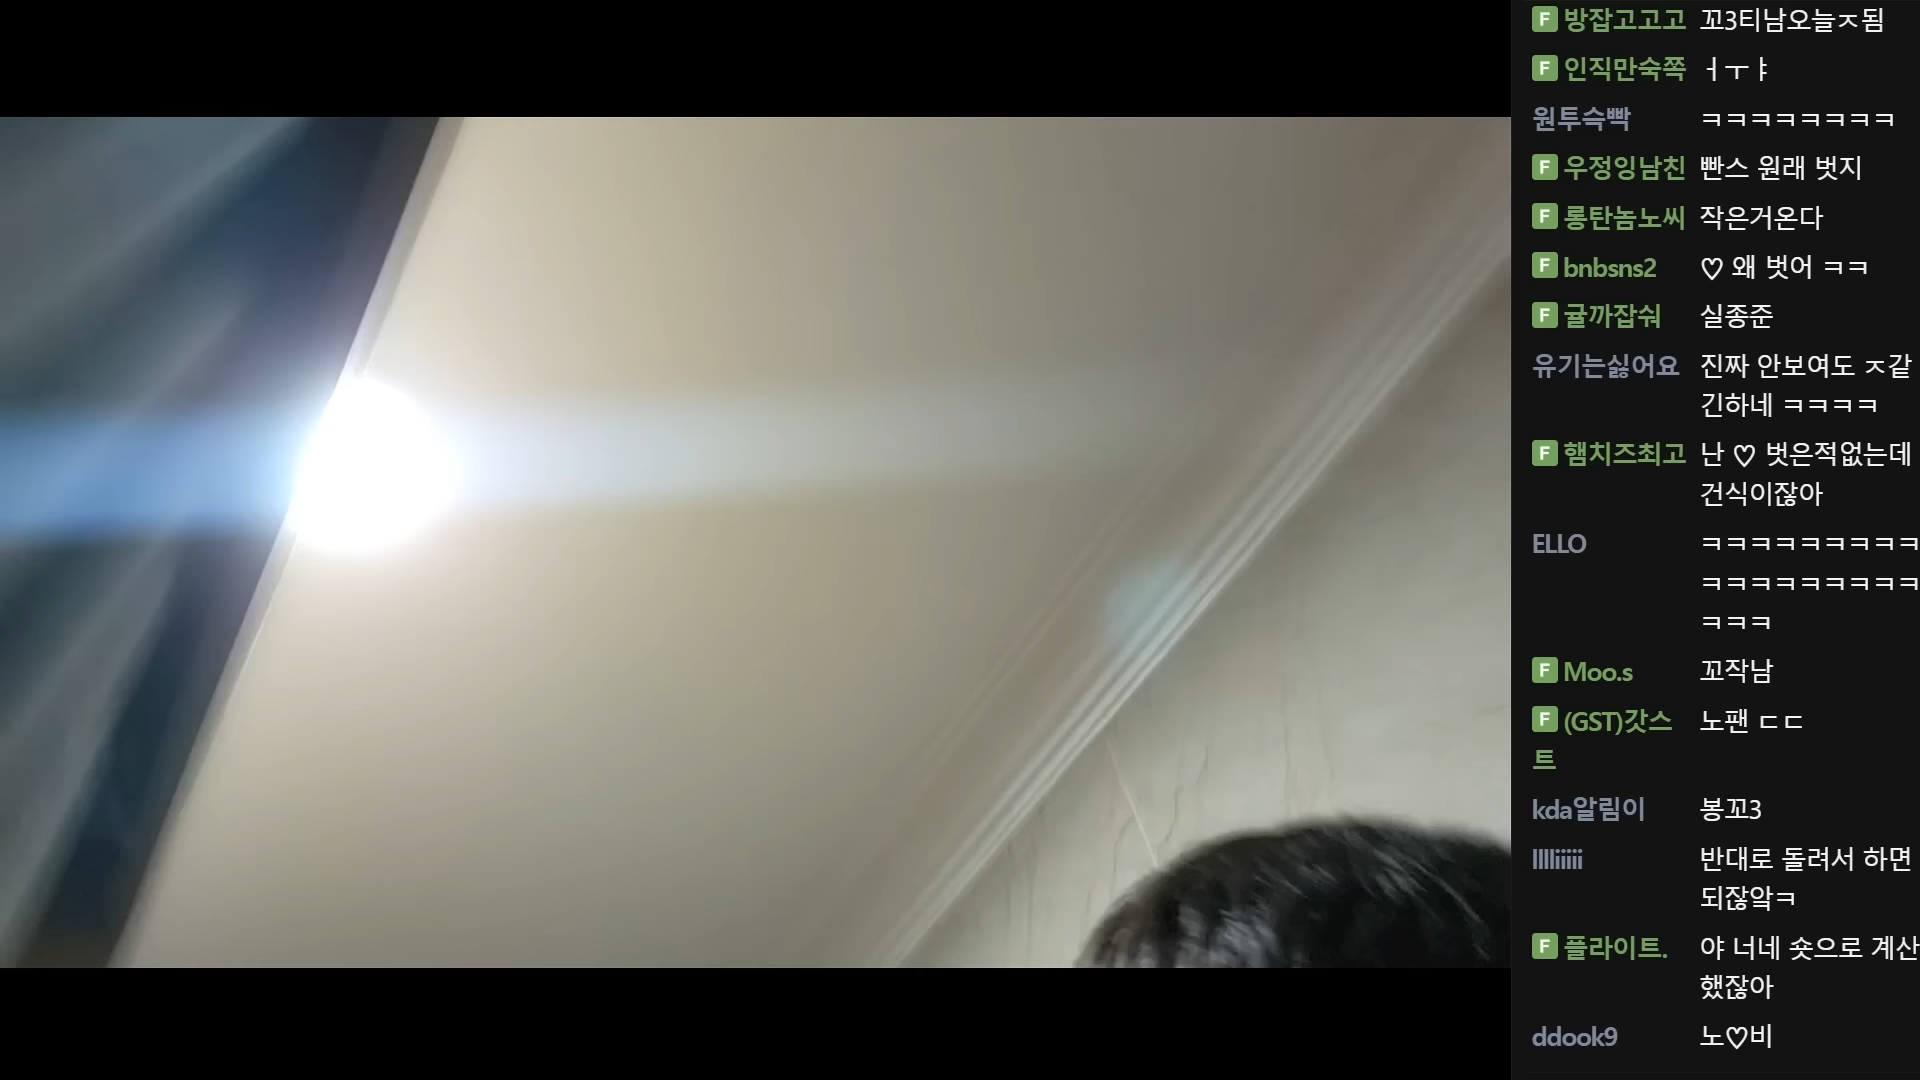 F 방잡고고고 꼬3티남오늘ㅈ됨
F 인직만숙쪽 ㅓㅜㅑ
원투슥빡 ㅋㅋㅋㅋㅋㅋㅋㅋ
F 우정잉남친 빤스 원래 벗지
F 롱탄놈노씨 작은거온다
F bnbsns2 ♡ 왜 벗어 ㅋㅋ
F 귤까잡숴 실종준
유기는싫어요 진짜 안보여도 ㅈ같
긴하네 ㅋㅋㅋㅋ
F 햄치즈최고 난 ♡ 벗은적없는데
건식이잖아
ELLO ㅋㅋㅋㅋㅋㅋㅋㅋㅋ
ㅋㅋㅋㅋㅋㅋㅋㅋㅋ
ㅋㅋㅋ
F Moo.s 꼬작남
F (GST)갓스 노팬 ㄷㄷ
트
kda알림이 봉꼬3
반대로 돌려서 하면
되잖앜ㅋ
F 플라이트. 야 너네 숏으로 계산
했잖아
ddook9 노♡비